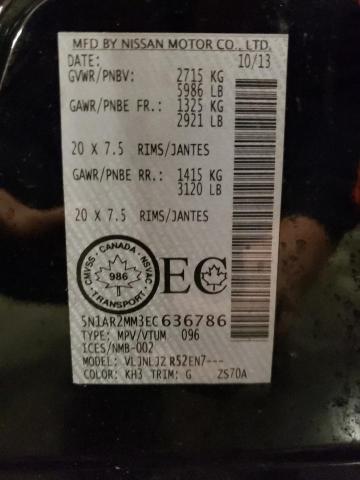 MFD BY NISSAN MOTOR CO., LTD.
DATE: 10/13
GVWR/PNBV: 2715 KG
5986 LB
GAWR/PNBE FR.: 1325 KG
2921 LB
20 X 7.5 RIMS/JANTES
GAWR/PNBE RR.: 1415 KG
3120 LB
20 X 7.5 RIMS/JANTES
CMVSS - CANADA - NSVAC
986
TRANSPORT
EC
5N1AR2MM3EC636786
TYPE: MPV/VTUM 096
ICES/NMB-002
MODEL: VLJNLJZ R52EN7---
COLOR: KH3 TRIM: G ZS70A